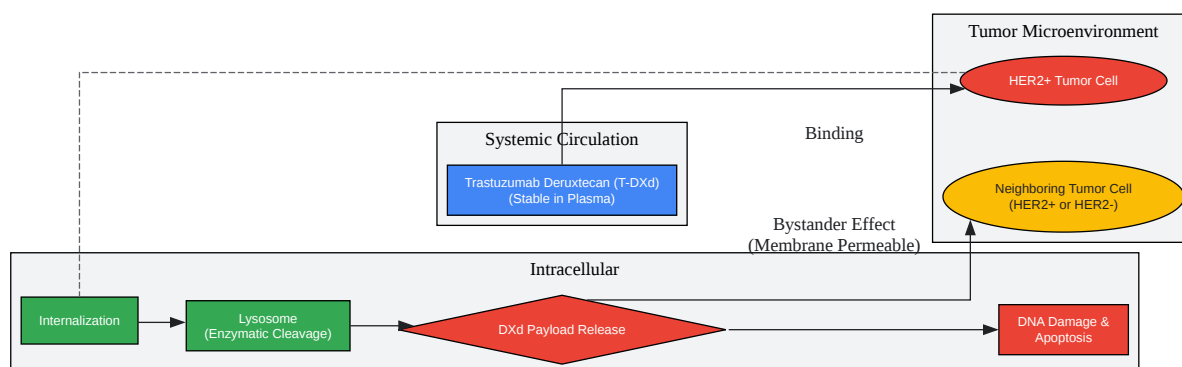 Tumor Microenvironment
HER2+ Tumor Cell
Binding
Systemic Circulation
Trastuzumab Deruxtecan (T-DXd)
(Stable in Plasma)
Neighboring Tumor Cell
(HER2+ or HER2-)
Bystander Effect
(Membrane Permeable)
Intracellular
Internalization
Lysosome
(Enzymatic Cleavage)
DXd Payload Release
DNA Damage &
Apoptosis